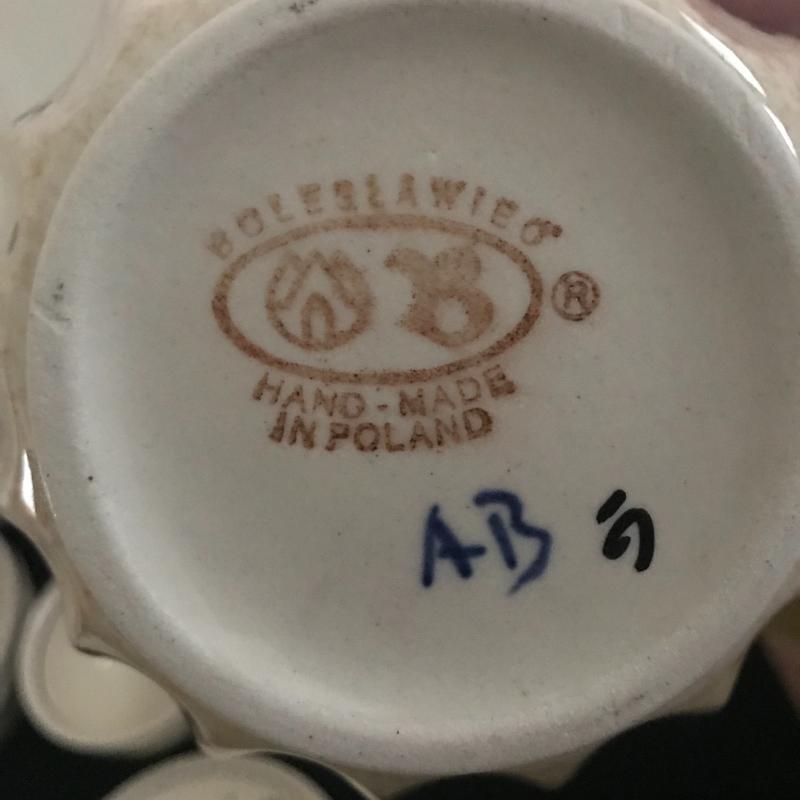 BOLESŁAWIEC
®
HAND-MADE
IN POLAND
AB